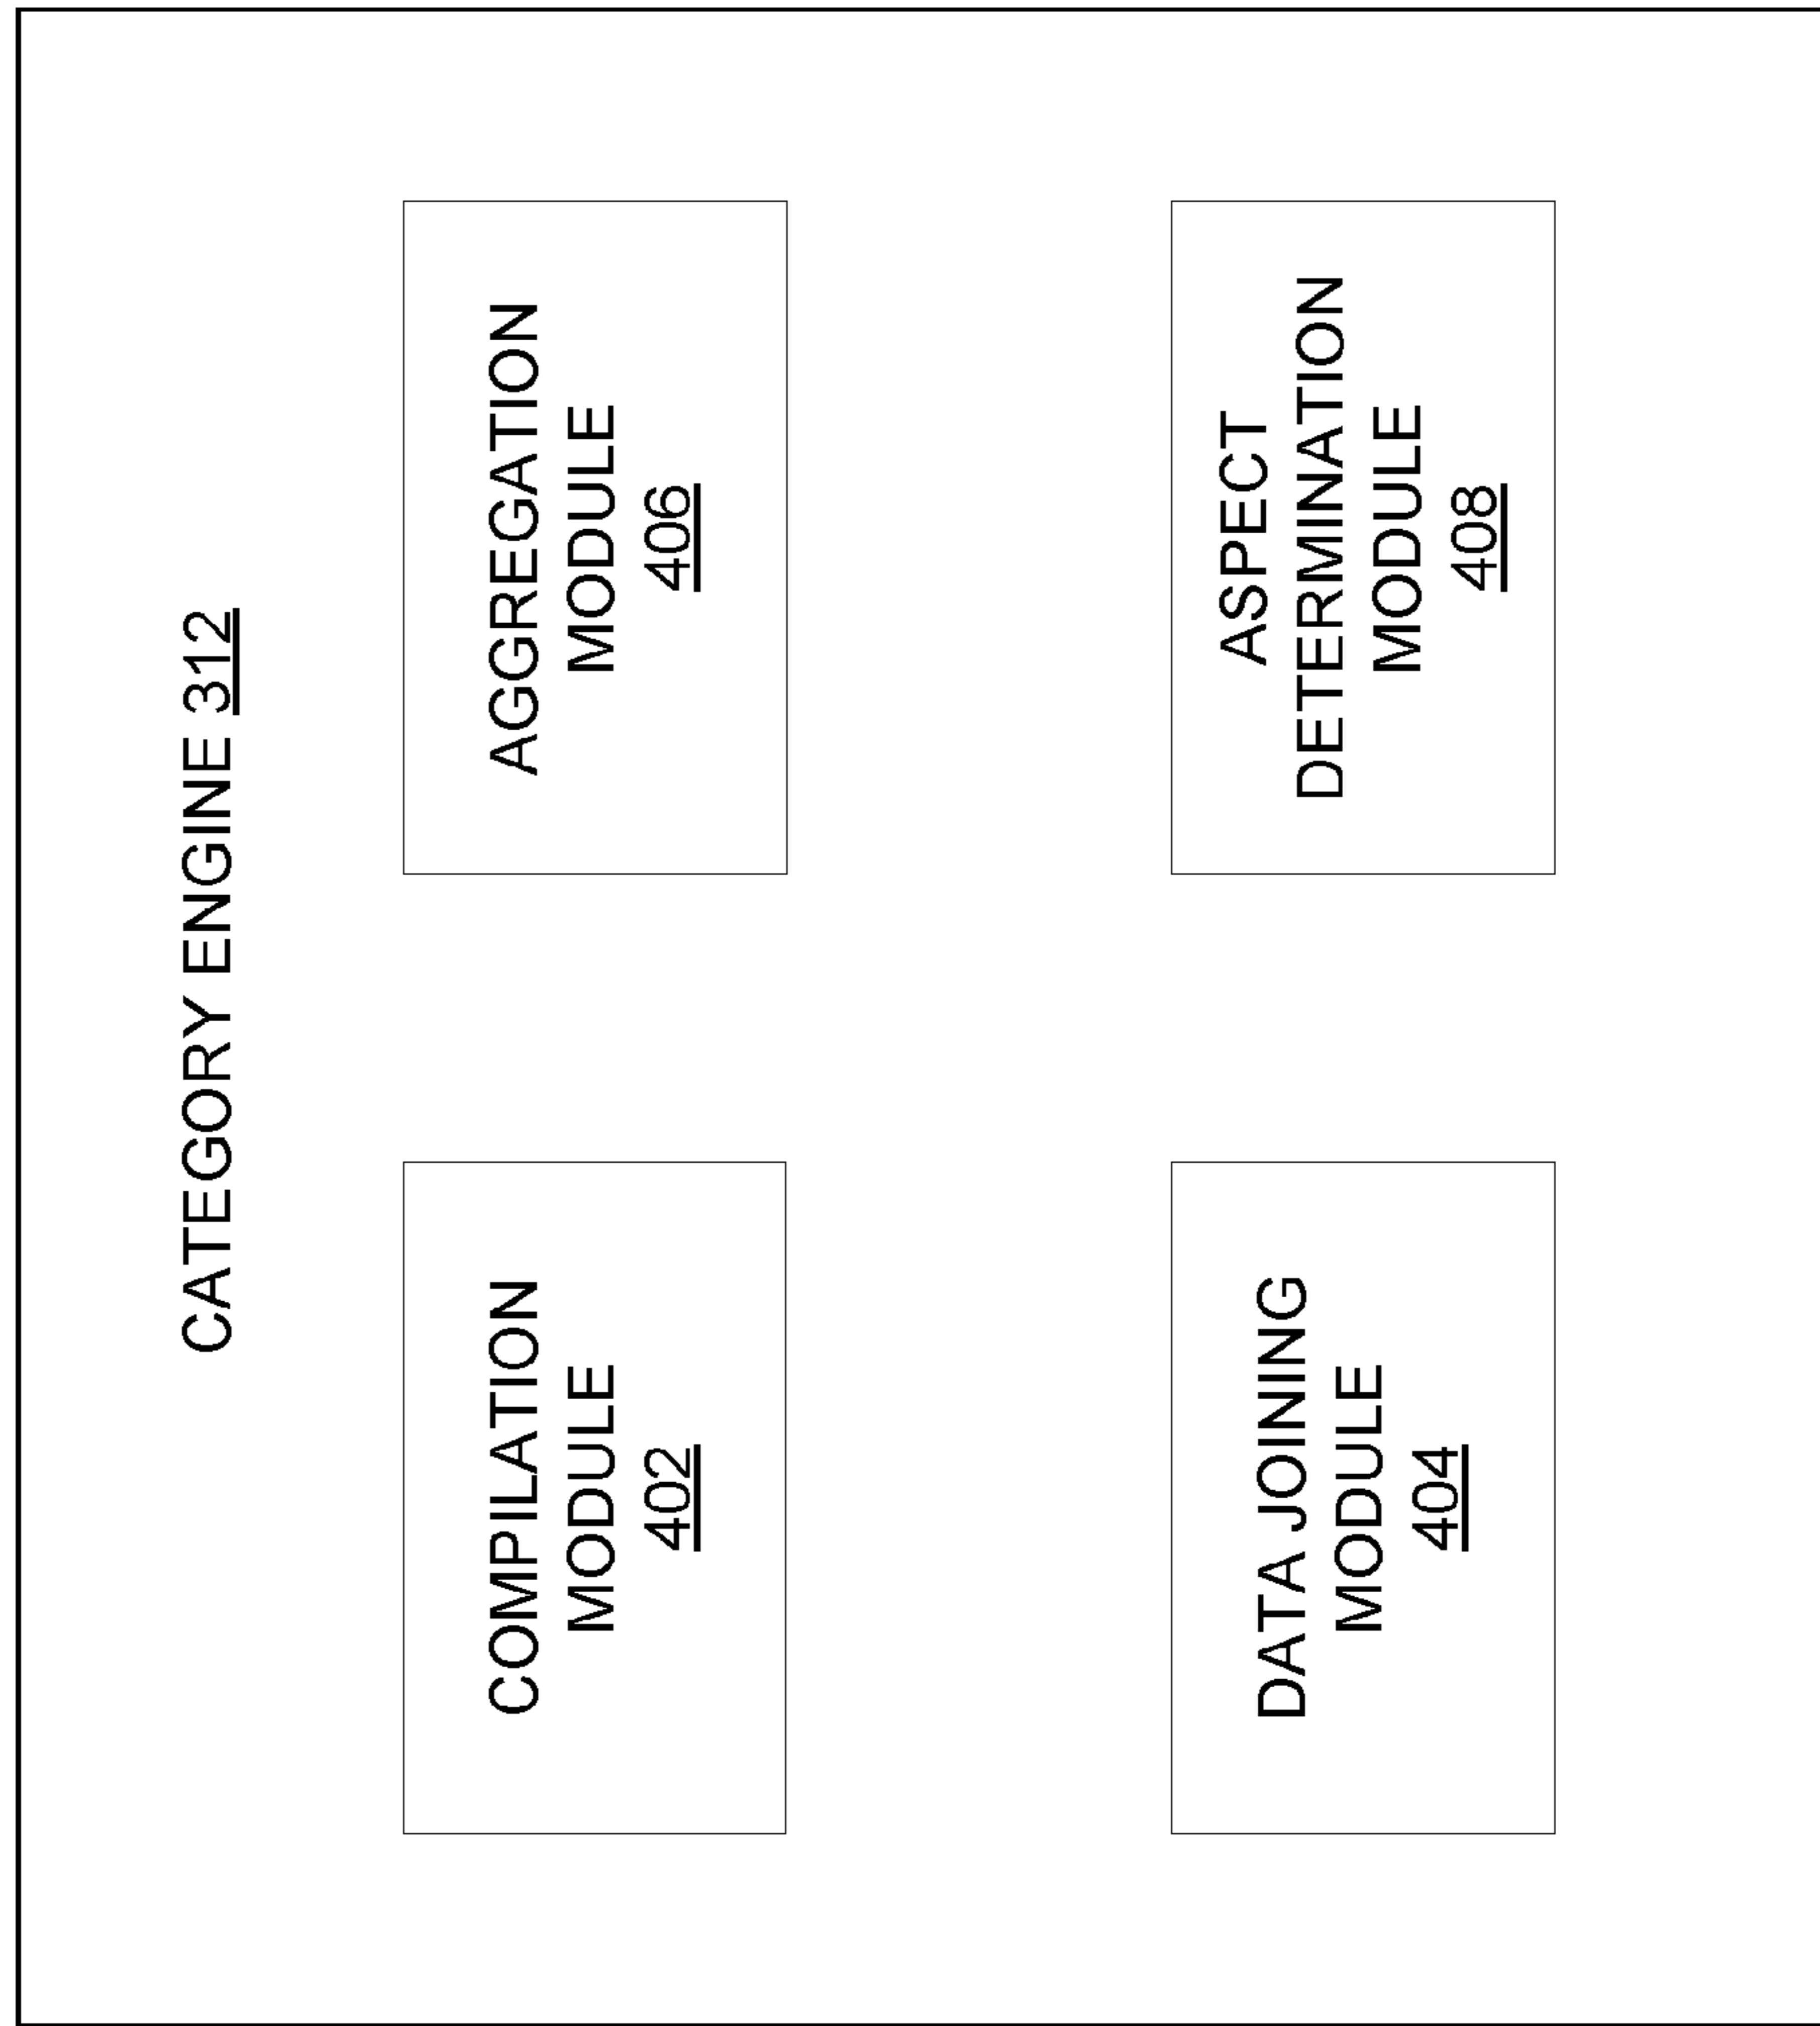 CATEGORY ENGINE 312
COMPILATION
MODULE
402
AGGREGATION
MODULE
406
DATA JOINING
MODULE
404
ASPECT
DETERMINATION
MODULE
408